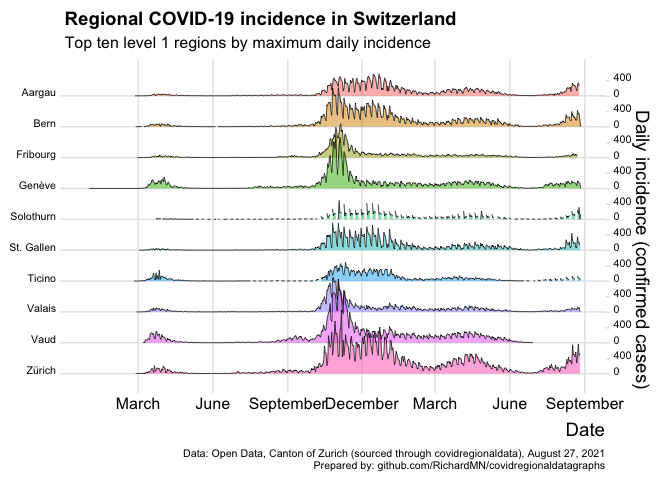 Regional COVID-19 incidence in Switzerland
Top ten level 1 regions by maximum daily incidence
Aargau
Bern
Fribourg
Genève
Solothurn
St. Gallen
Ticino
Valais
Vaud
Zürich
400
0
400
0
400
0
400
0
400
0
400
0
400
0
400
0
400
0
400
0
Daily incidence (confirmed cases)
March June September December March June September
Date
Data: Open Data, Canton of Zurich (sourced through covidregionaldata), August 27, 2021
Prepared by: github.com/RichardMN/covidregionaldatagraphs